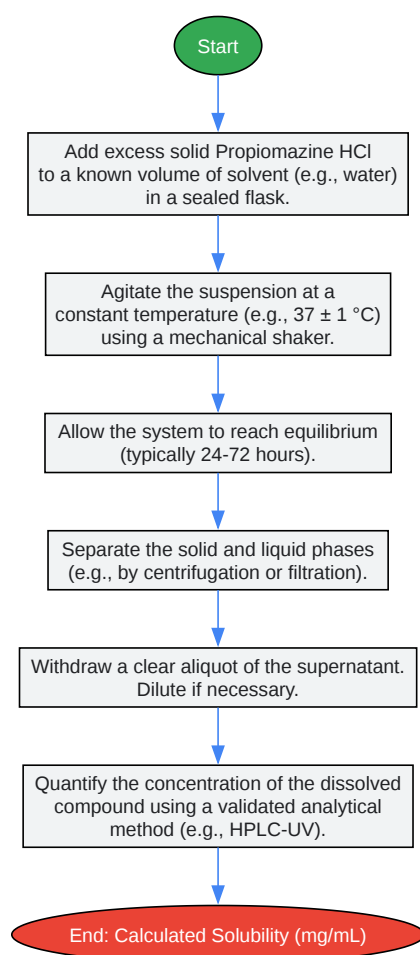 Start
Add excess solid Propiomazine HCl
to a known volume of solvent (e.g., water)
in a sealed flask.
Agitate the suspension at a
constant temperature (e.g., 37 ± 1 °C)
using a mechanical shaker.
Allow the system to reach equilibrium
(typically 24-72 hours).
Separate the solid and liquid phases
(e.g., by centrifugation or filtration).
Withdraw a clear aliquot of the supernatant.
Dilute if necessary.
Quantify the concentration of the dissolved
compound using a validated analytical
method (e.g., HPLC-UV).
End: Calculated Solubility (mg/mL)